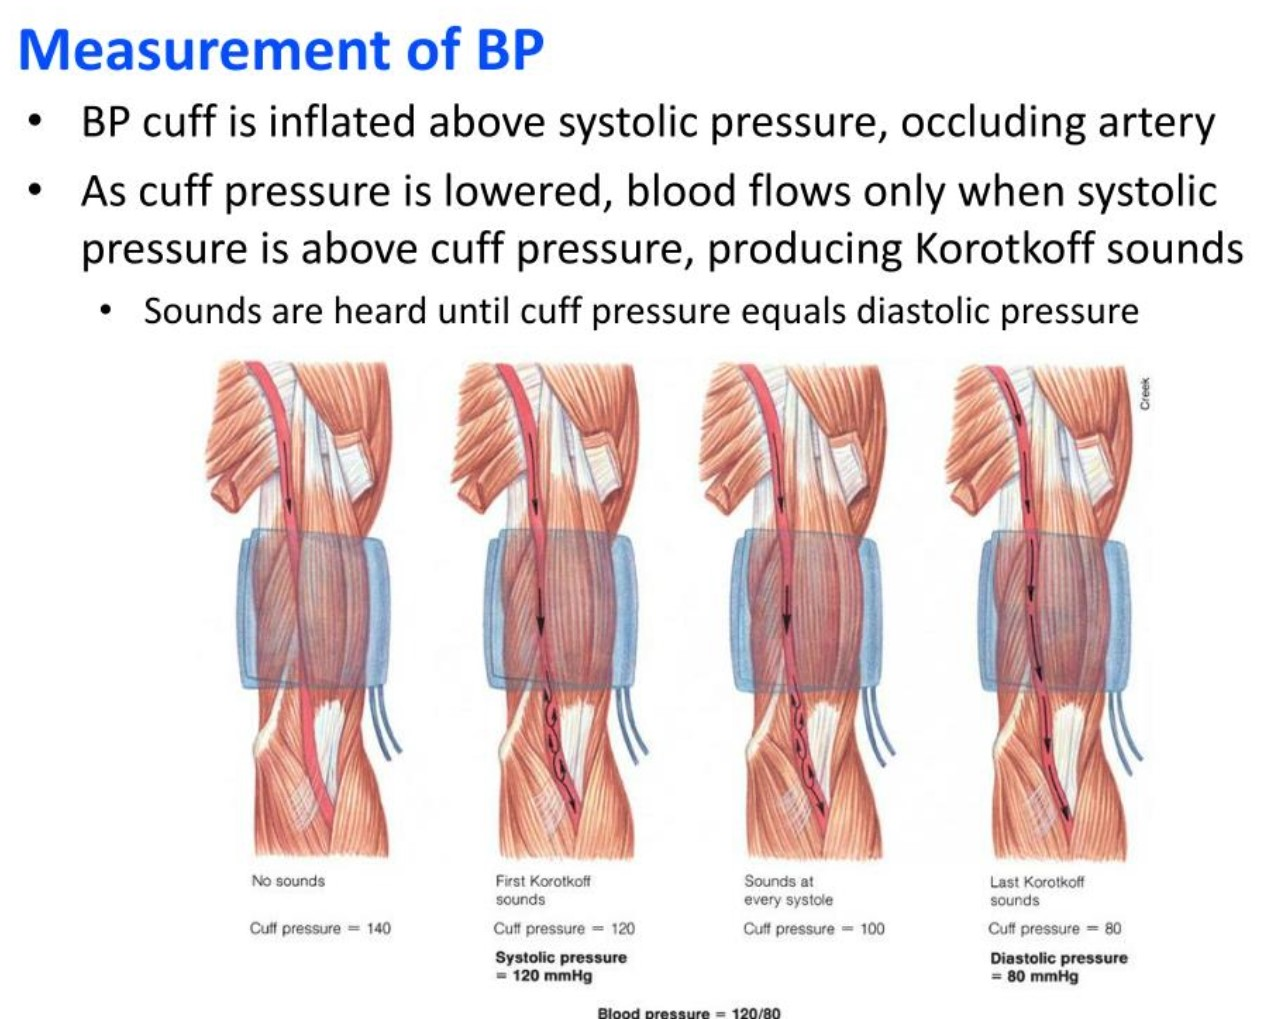 Measurement of BP
• BP cuff is inflated above systolic pressure, occluding artery
• As cuff pressure is lowered, blood flows only when systolic
pressure is above cuff pressure, producing Korotkoff sounds
• Sounds are heard until cuff pressure equals diastolic pressure
Creek
No sounds
Cuff pressure = 140
First Korotkoff
sounds
Cuff pressure = 120
Systolic pressure
= 120 mmHg
Sounds at
every systole
Cuff pressure = 100
Last Korotkoff
sounds
Cuff pressure = 80
Diastolic pressure
= 80 mmHg
Blood pressure = 120/80